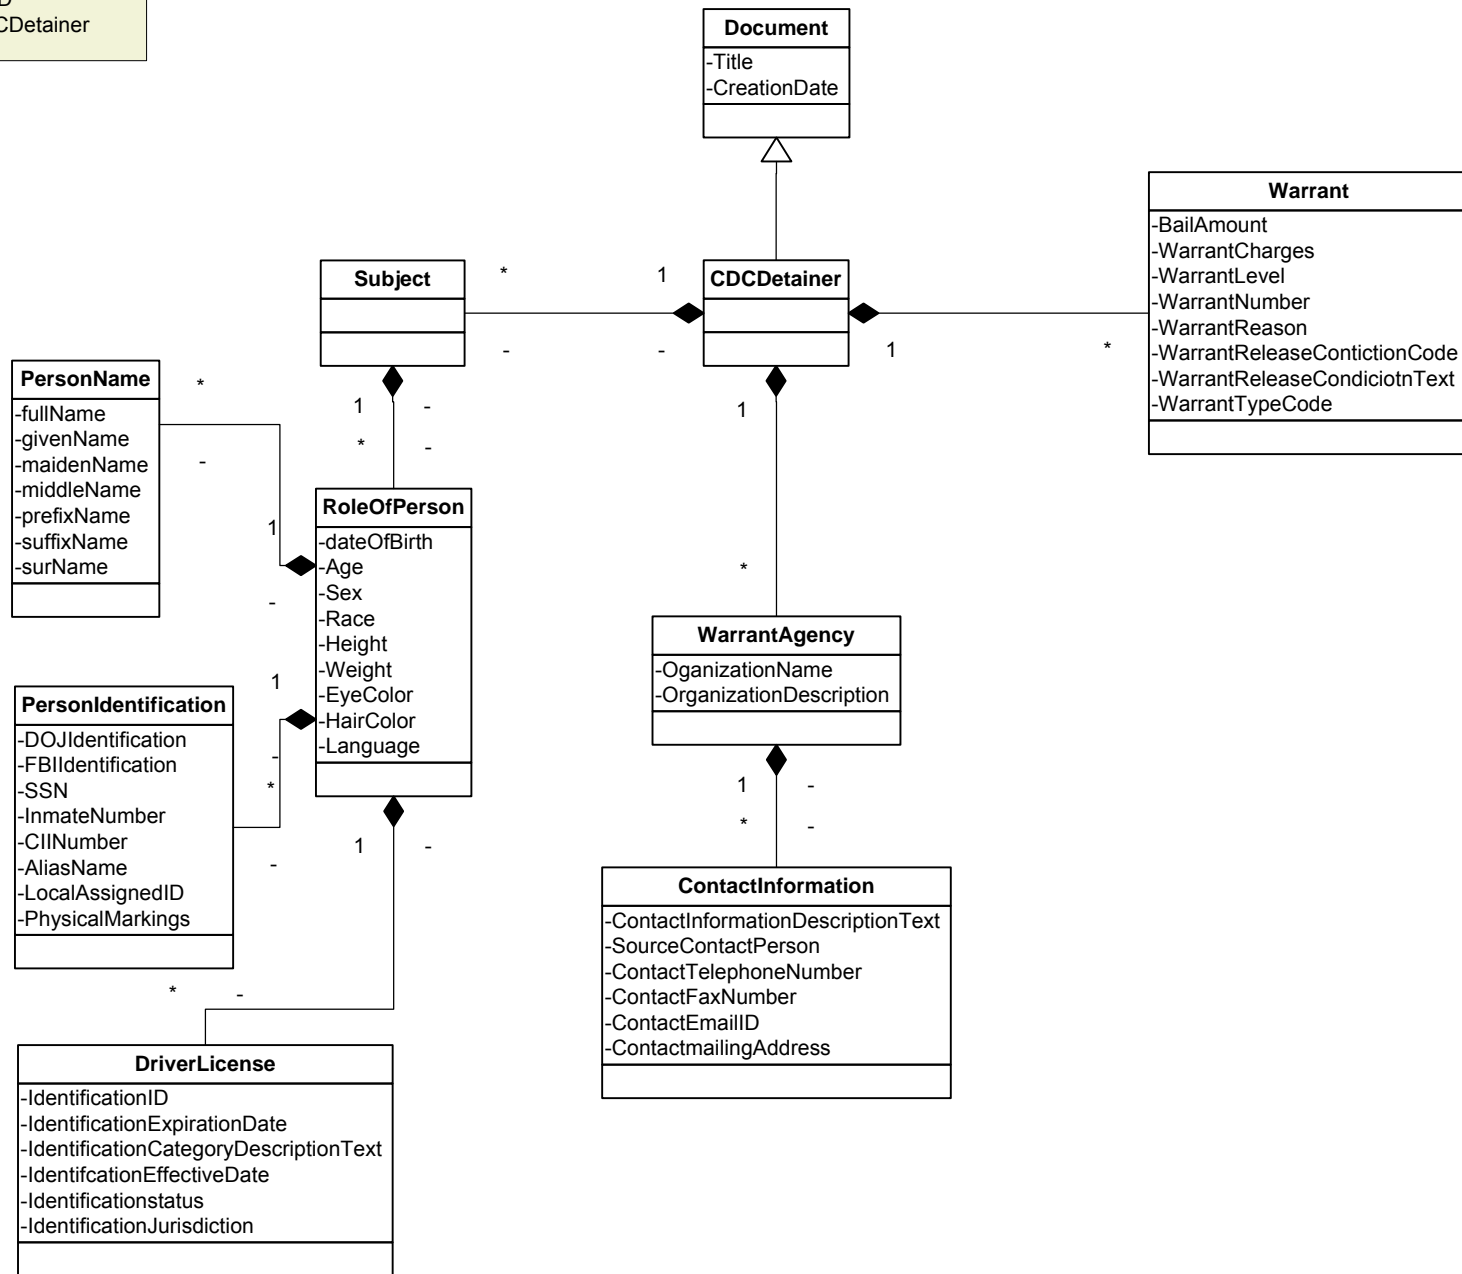 CDetainer
Document
-Title
-CreationDate
Warrant
-BailAmount
-WarrantCharges
-WarrantLevel
-WarrantNumber
-WarrantReason
-WarrantReleaseContictionCode
-WarrantReleaseCondiciotnText
-WarrantTypeCode
Subject
* 1
- -
CDCDetainer
1 *
1
*
PersonName
-fullName
-givenName
-maidenName
-middleName
-prefixName
-suffixName
-surName
*
-
1
-
1 -
* -
RoleOfPerson
-dateOfBirth
-Age
-Sex
-Race
-Height
-Weight
-EyeColor
-HairColor
-Language
WarrantAgency
-OganizationName
-OrganizationDescription
1 -
* -
PersonIdentification
-DOJIdentification
-FBIIdentification
-SSN
-InmateNumber
-CIINumber
-AliasName
-LocalAssignedID
-PhysicalMarkings
1
-
*
-
1 -
* -
ContactInformation
-ContactInformationDescriptionText
-SourceContactPerson
-ContactTelephoneNumber
-ContactFaxNumber
-ContactEmailID
-ContactmailingAddress
DriverLicense
-IdentificationID
-IdentificationExpirationDate
-IdentificationCategoryDescriptionText
-IdentifcationEffectiveDate
-Identificationstatus
-IdentificationJurisdiction